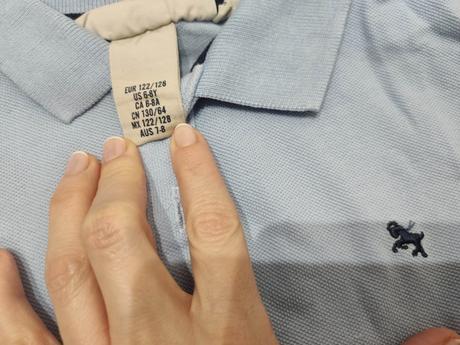 EUR 122/128
US 6-8Y
CA 6-8A
CN 130/64
MX 122/128
AUS 7-8